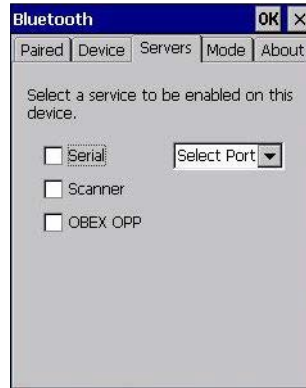 Bluetooth OK ×
Paired Device Servers Mode About
Select a service to be enabled on this
device.
Serial Select Port
Scanner
OBEX OPP